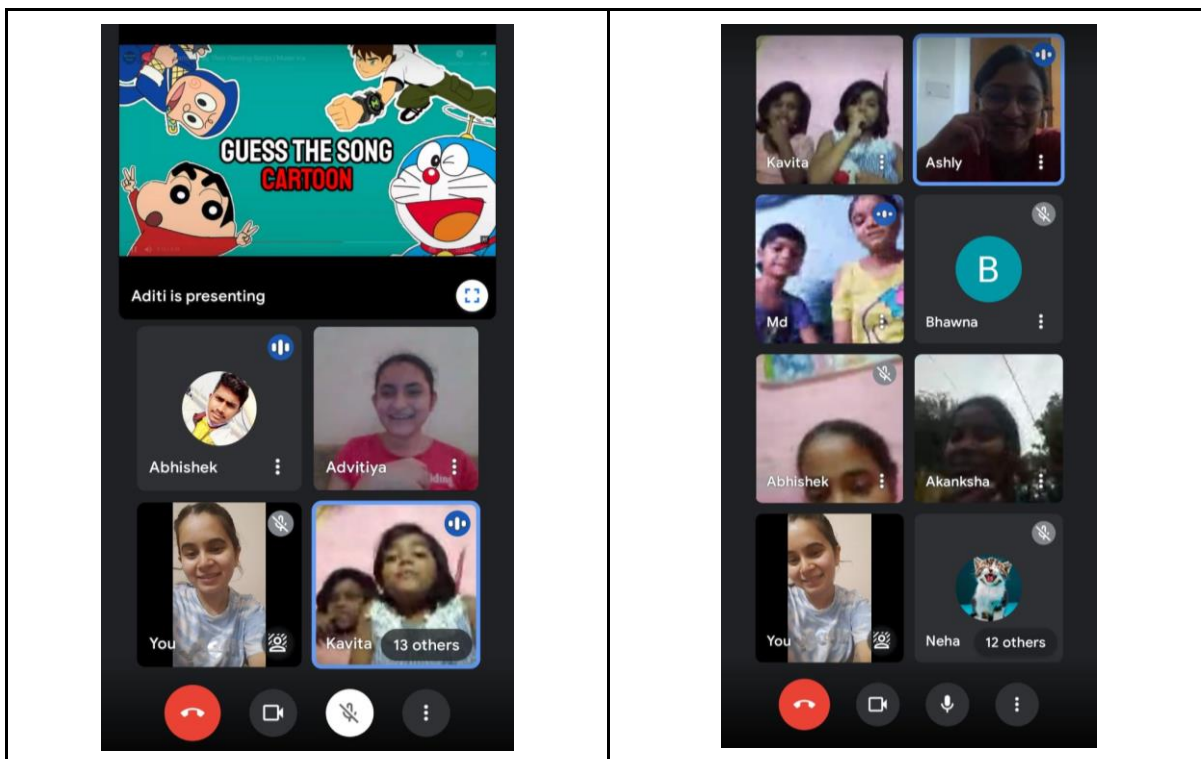 GUESS THE SONG
CARTOON
Aditi is presenting
Abhishek
Advitiya
You
Kavita
13 others
Kavita
Ashly
Md
B
Bhawna
Abhishek
Akanksha
You
Neha
12 others